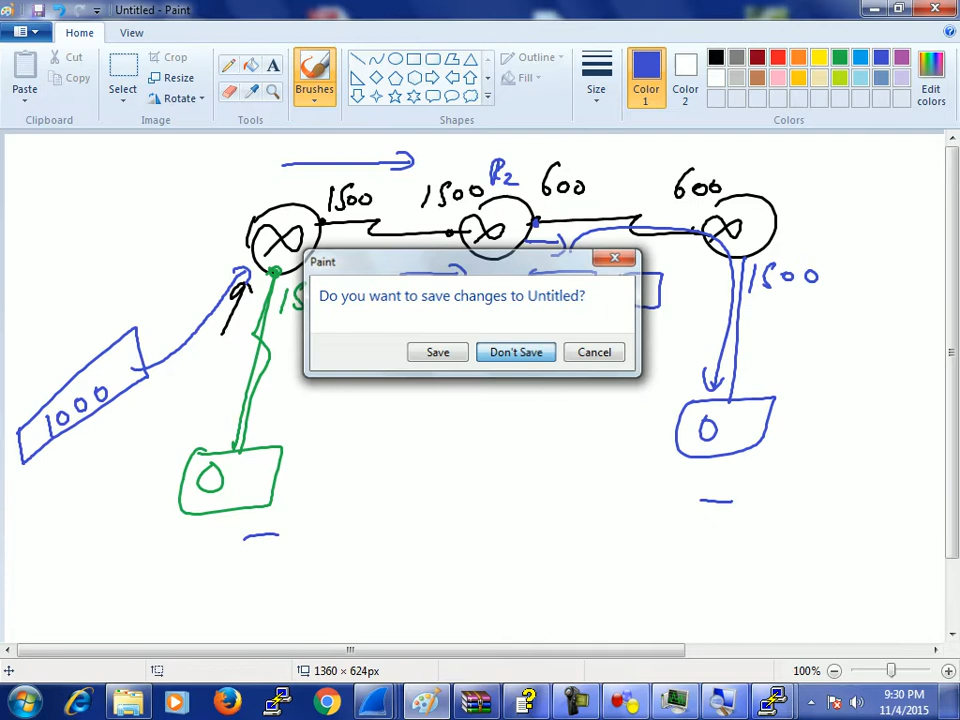 Untitled - Paint
Home View
Paste
Cut
Copy
Clipboard
Select
Crop
Resize
Rotate
Image
Tools
Brushes
Outline
Fill
Shapes
Size
Color 1
Color 2
Edit colors
Colors
1500 1500 R2 600 600
Paint
Do you want to save changes to Untitled?
Save Don't Save Cancel
1500
1000
1360 × 624px
100%
9:30 PM
11/4/2015